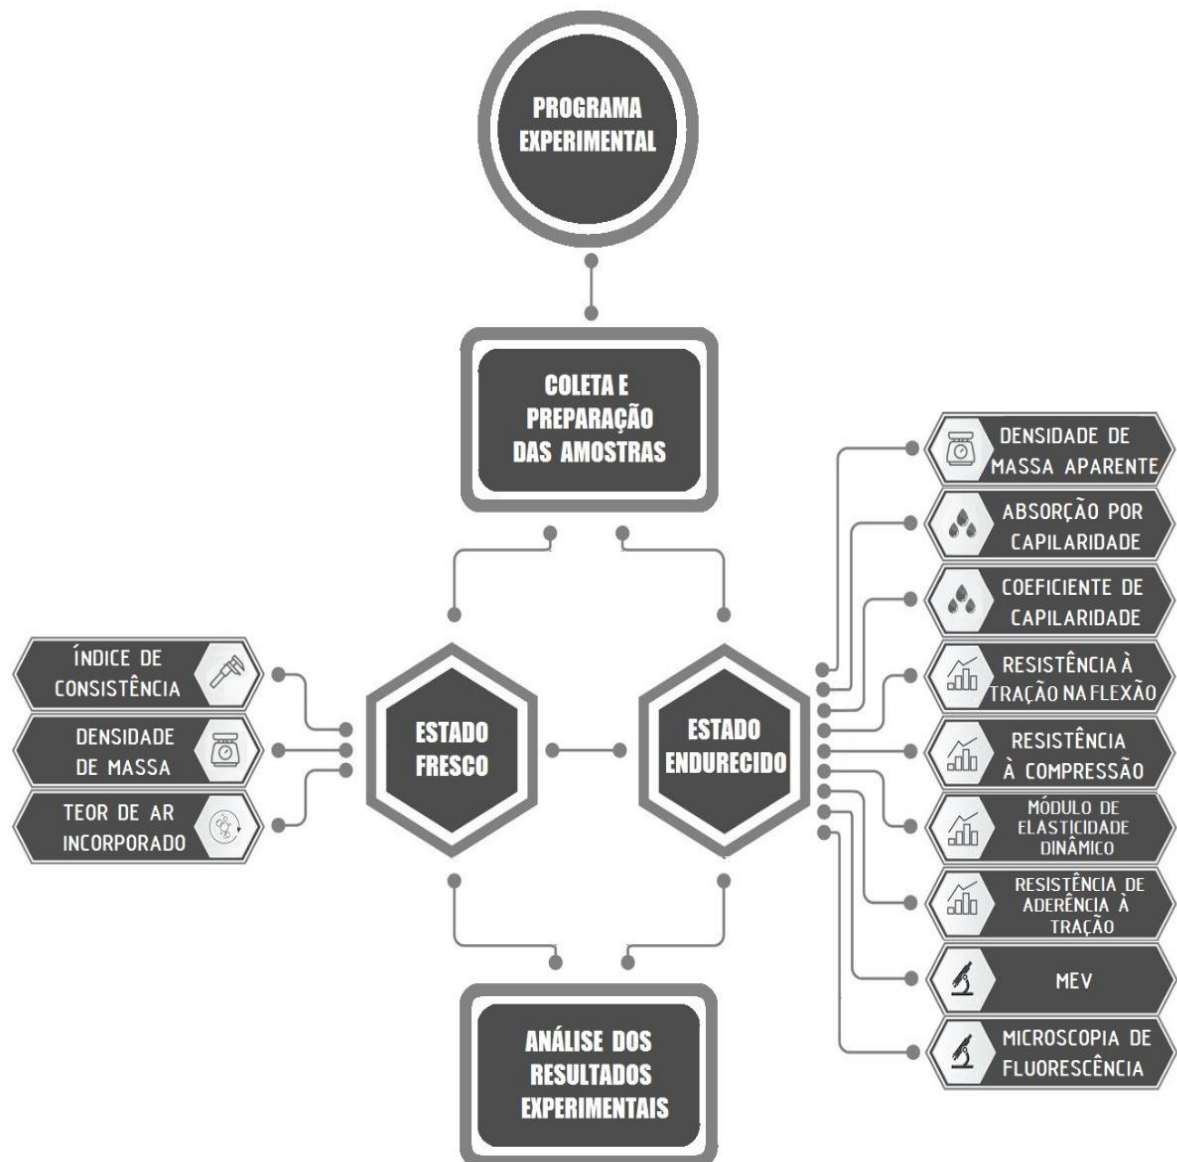 PROGRAMA
EXPERIMENTAL
COLETA E
PREPARAÇÃO
DAS AMOSTRAS
ÍNDICE DE
CONSISTÊNCIA
DENSIDADE
DE MASSA
TEOR DE AR
INCORPORADO
ESTADO
FRESCO
ESTADO
ENDURECIDO
DENSIDADE DE
MASSA APARENTE
ABSORÇÃO POR
CAPILARIDADE
COEFICIENTE DE
CAPILARIDADE
RESISTÊNCIA À
TRAÇÃO NA FLEXÃO
RESISTÊNCIA
À COMPRESSÃO
MÓDULO DE
ELASTICIDADE
DINÂMICO
RESISTÊNCIA DE
ADERÊNCIA À
TRAÇÃO
MEV
MICROSCOPIA DE
FLUORESCÊNCIA
ANÁLISE DOS
RESULTADOS
EXPERIMENTAIS